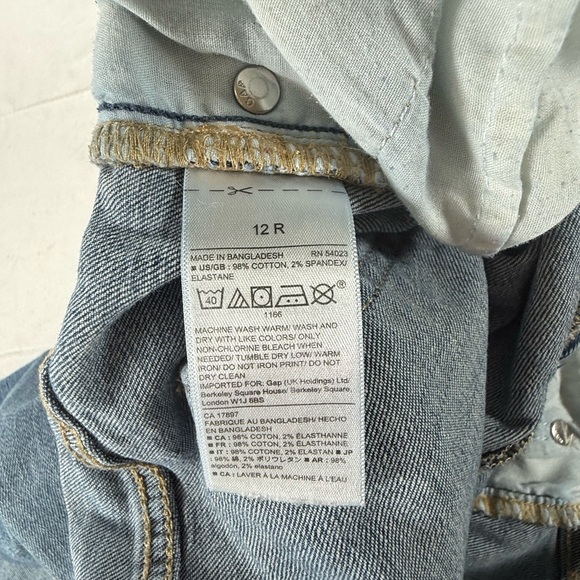 GAP
12 R
MADE IN BANGLADESH RN 54023
■ US/GB : 98% COTTON, 2% SPANDEX/
ELASTANE
40
®
1166
MACHINE WASH WARM/ WASH AND
DRY WITH LIKE COLORS/ ONLY
NON-CHLORINE BLEACH WHEN
NEEDED/ TUMBLE DRY LOW/ WARM
IRON/ DO NOT IRON PRINT/ DO NOT
DRY CLEAN
IMPORTED FOR: Gap (UK Holdings) Ltd/
Berkeley Square House/ Berkeley Square,
London W1J 6BS
CA 17897
FABRIQUE AU BANGLADESH/ HECHO
EN BANGLADESH
■ CA : 98% COTON, 2% ÉLASTHANNE
■ FR : 98% COTON, 2% ÉLASTHANNE
■ IT : 98% COTONE, 2% ELASTAN ■ JP
: 98% 綿, 2% ポリウレタン ■ AR : 98%
algodón, 2% elastano
■ CA : LAVER À LA MACHINE À L'EAU/